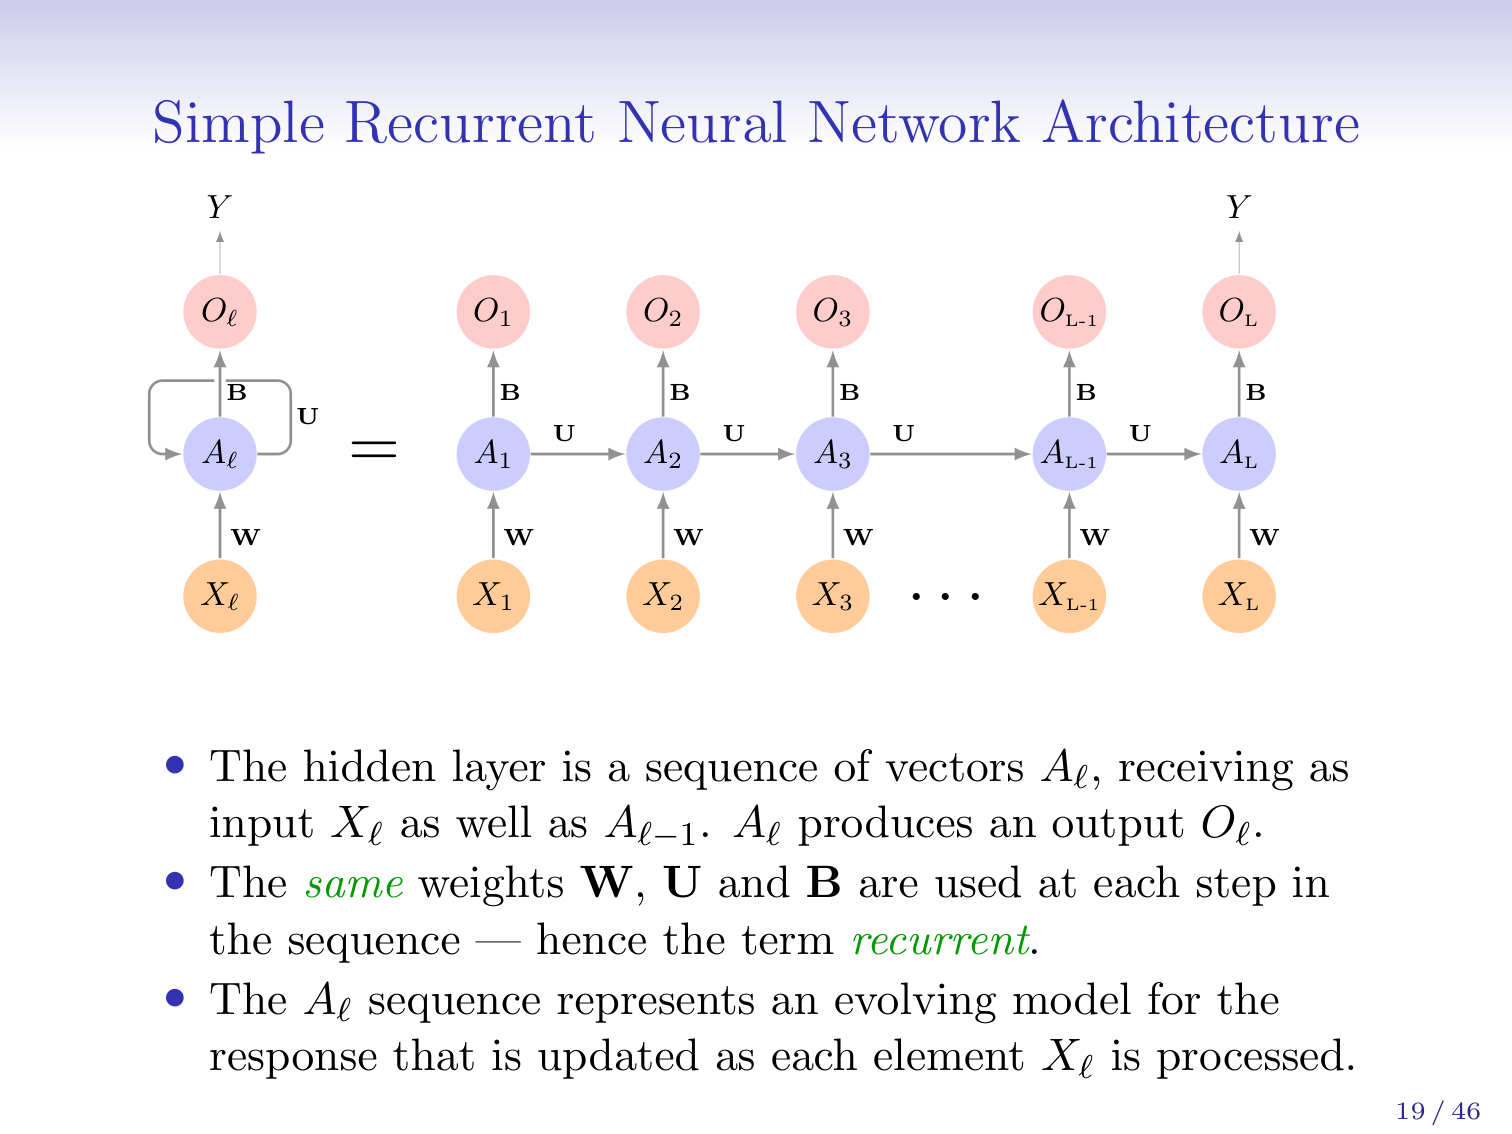 Simple Recurrent Neural Network Architecture
Y Y
Oℓ O1 O2 O3 OL-1 OL
B B B B B B
U U U U U
Aℓ = A1 A2 A3 AL-1 AL
W W W W W W
Xℓ X1 X2 X3 ... XL-1 XL
• The hidden layer is a sequence of vectors Aℓ, receiving as
input Xℓ as well as Aℓ−1. Aℓ produces an output Oℓ.
• The same weights W, U and B are used at each step in
the sequence — hence the term recurrent.
• The Aℓ sequence represents an evolving model for the
response that is updated as each element Xℓ is processed.
19 / 46